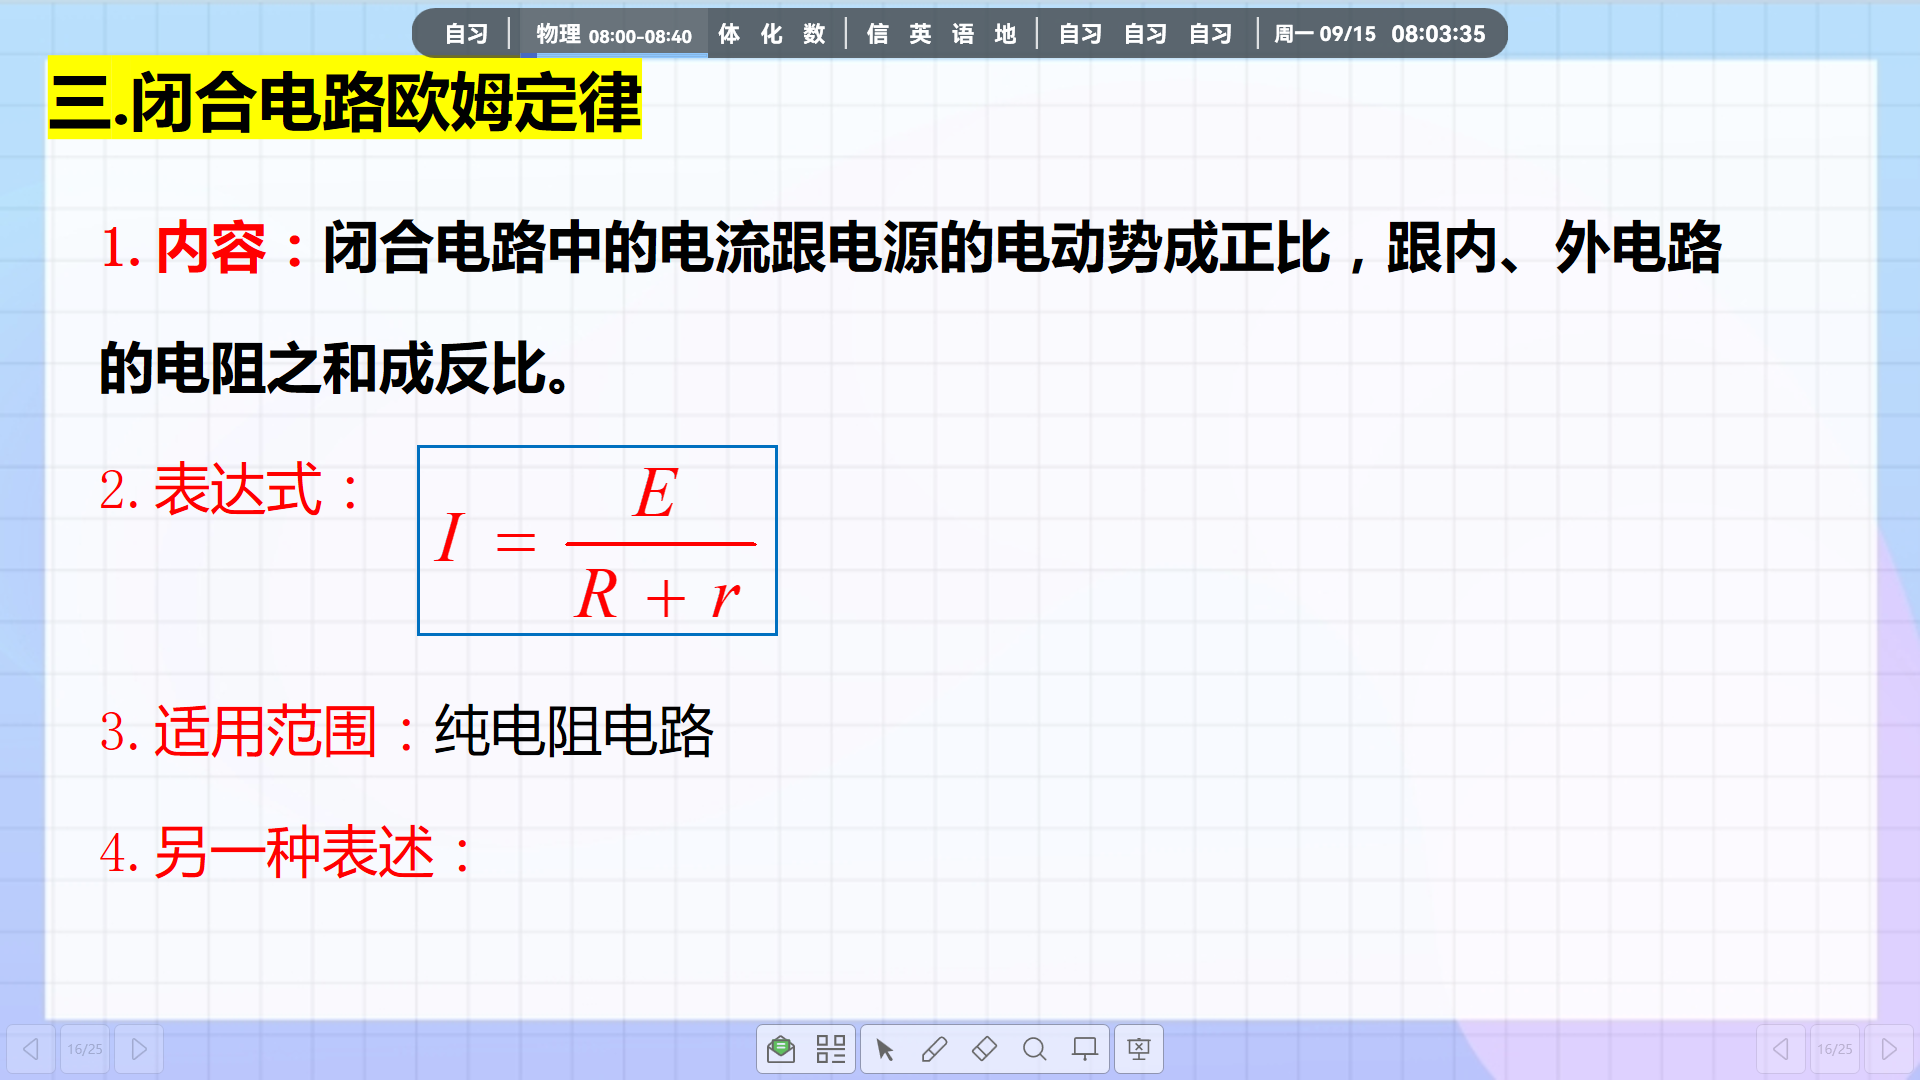 自习 | 物理 08:00-08:40 体 化 数 | 信 英 语 地 | 自习 自习 自习 | 周一 09/15 08:03:35
三.闭合电路欧姆定律
1.内容：闭合电路中的电流跟电源的电动势成正比，跟内、外电路
的电阻之和成反比。
2.表达式：
I = E / (R + r)
3.适用范围：纯电阻电路
4.另一种表述：
16/25
16/25